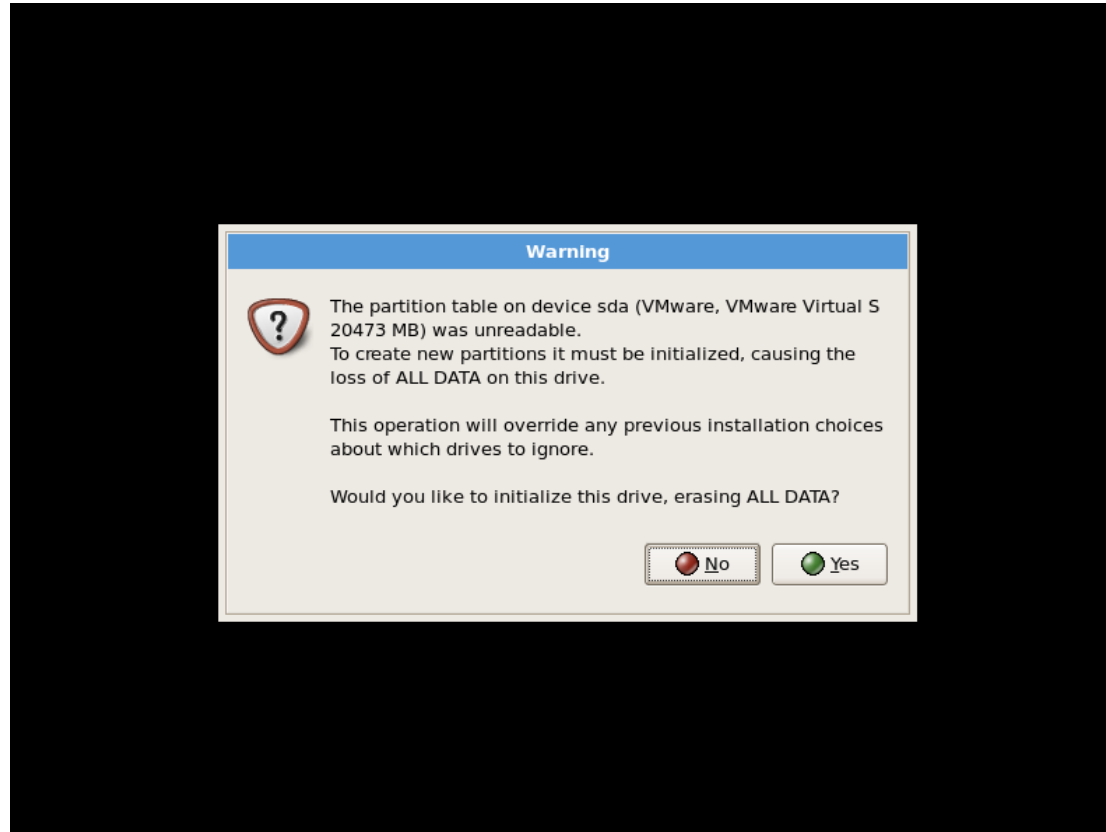 Warning
The partition table on device sda (VMware, VMware Virtual S
20473 MB) was unreadable.
To create new partitions it must be initialized, causing the
loss of ALL DATA on this drive.
This operation will override any previous installation choices
about which drives to ignore.
Would you like to initialize this drive, erasing ALL DATA?
No Yes